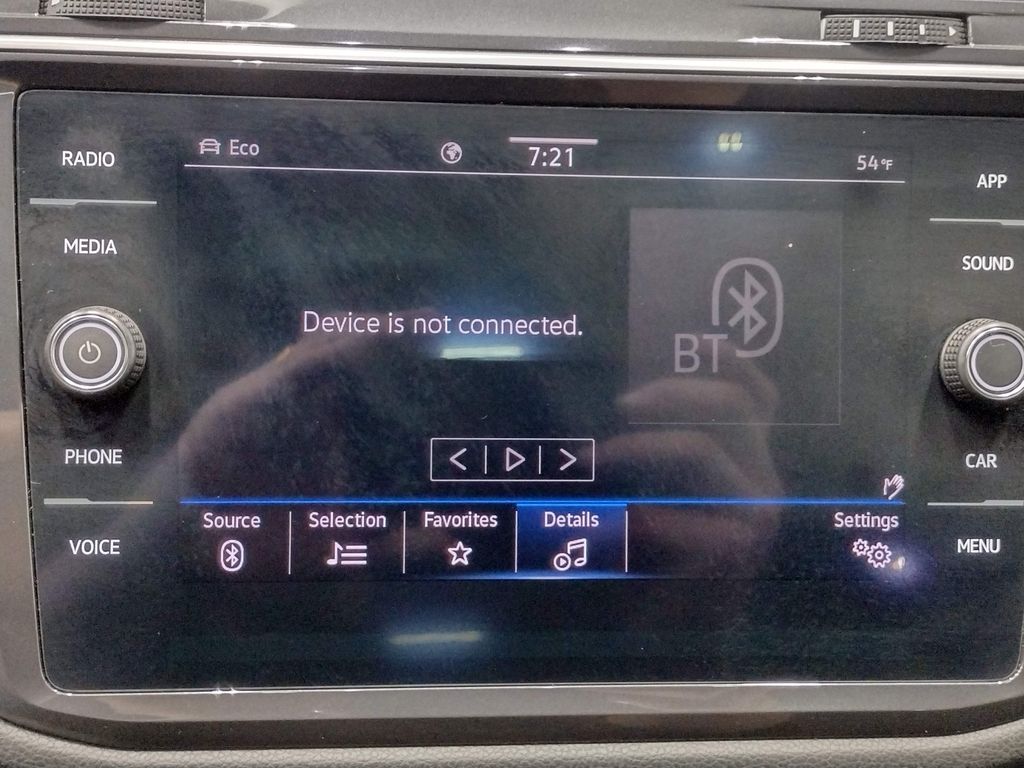 RADIO
MEDIA
PHONE
VOICE
Eco
7:21
54°F
Device is not connected.
BT
Source
Selection
Favorites
Details
Settings
APP
SOUND
CAR
MENU